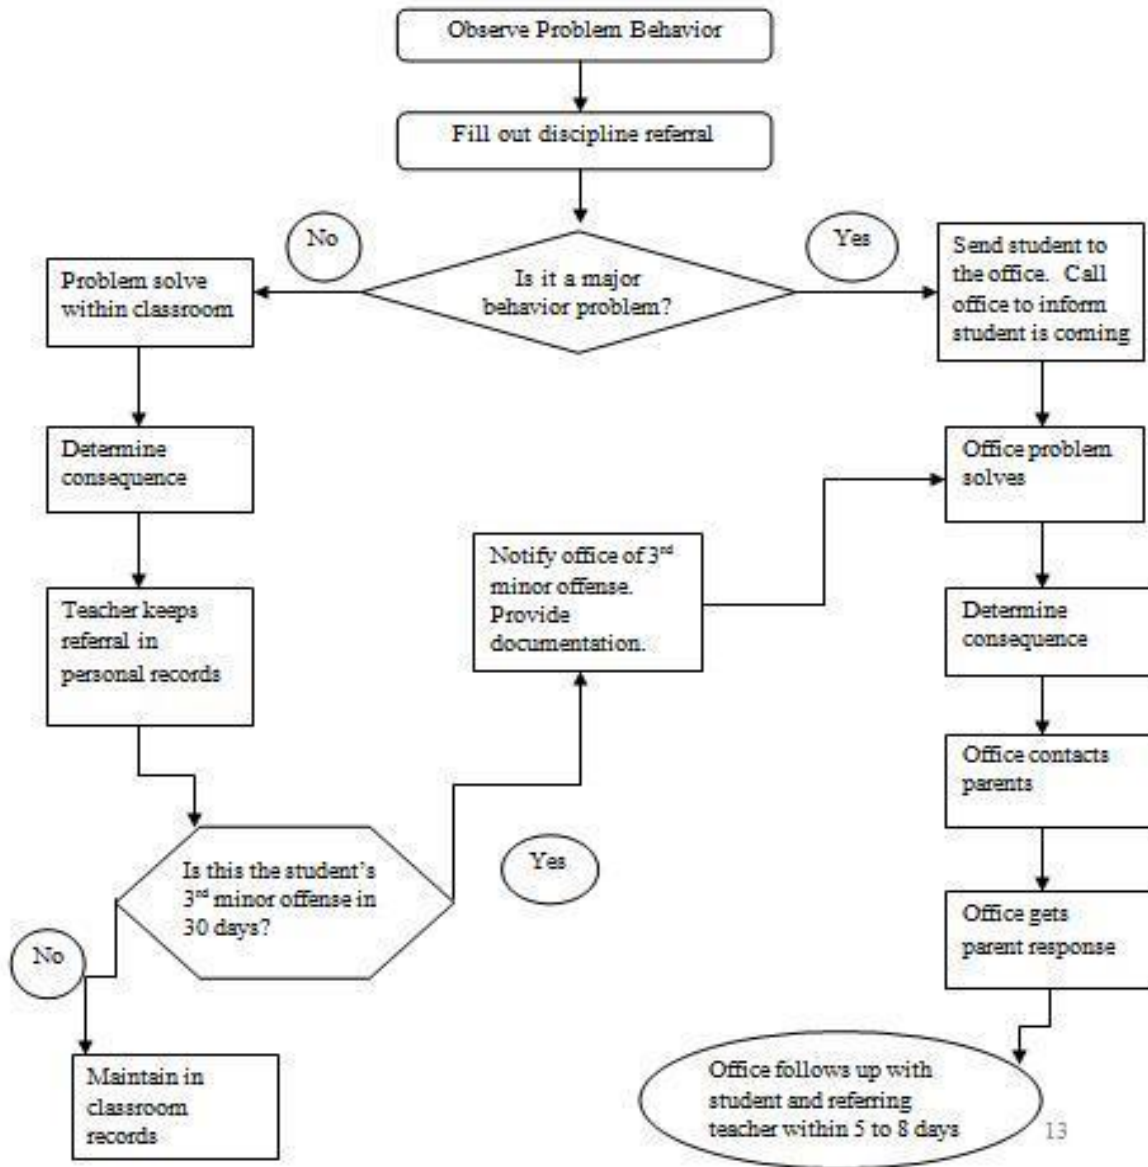 Observe Problem Behavior
Fill out discipline referral
No
Yes
Is it a major
behavior problem?
Problem solve
within classroom
Send student to
the office. Call
office to inform
student is coming
Determine
consequence
Office problem
solves
Teacher keeps
referral in
personal records
Notify office of 3rd
minor offense.
Provide
documentation.
Determine
consequence
Office contacts
parents
Is this the student's
3rd minor offense in
30 days?
Yes
No
Office gets
parent response
Maintain in
classroom
records
Office follows up with
student and referring
teacher within 5 to 8 days
13